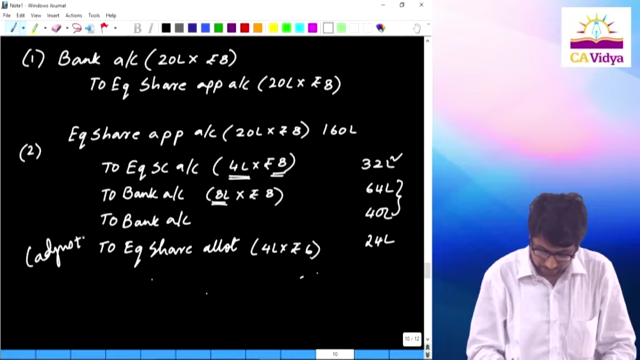 Note1 - Windows Journal
File Edit View Insert Actions Tools Help
CA Vidya
(1) Bank a/c (20L × ₹8)
To Eq Share app a/c (20L × ₹8)
Eq Share app a/c (20L × ₹8) 160L
(2)
To Eq SC a/c (4L × ₹8) 32L ✓
To Bank a/c (8L × ₹8) 64L
To Bank a/c 40L
(adjust. To Eq Share allot (4L × ₹6) 24L
10 / 12
10